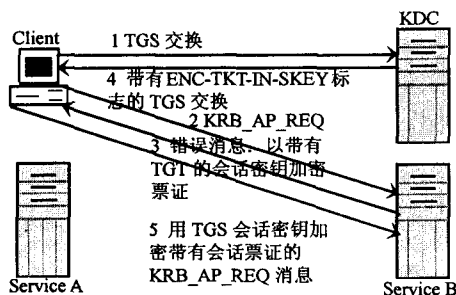 KDC
Client
1 TGS 交换
4 带有ENC-TKT-IN-SKEY标
志的 TGS 交换
2 KRB_AP_REQ
3 错误消息…以带有
TGT 的会话密钥加密
票证
5 用 TGS 会话密钥加
密带有会话票证的
KRB_AP_REQ 消息
Service A
Service B